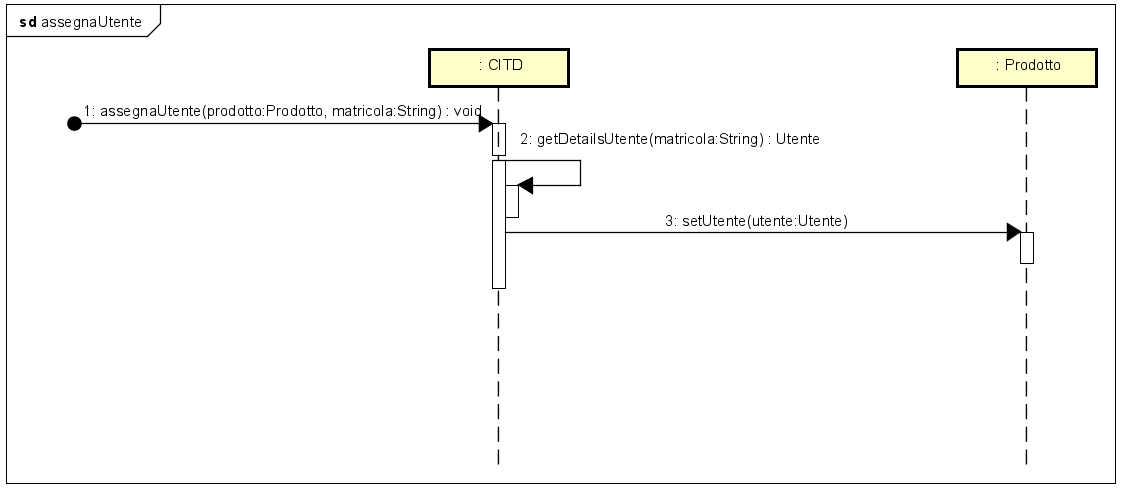 sd assegnaUtente
: CITD
: Prodotto
1: assegnaUtente(prodotto:Prodotto, matricola:String) : void
2: getDetailsUtente(matricola:String) : Utente
3: setUtente(utente:Utente)